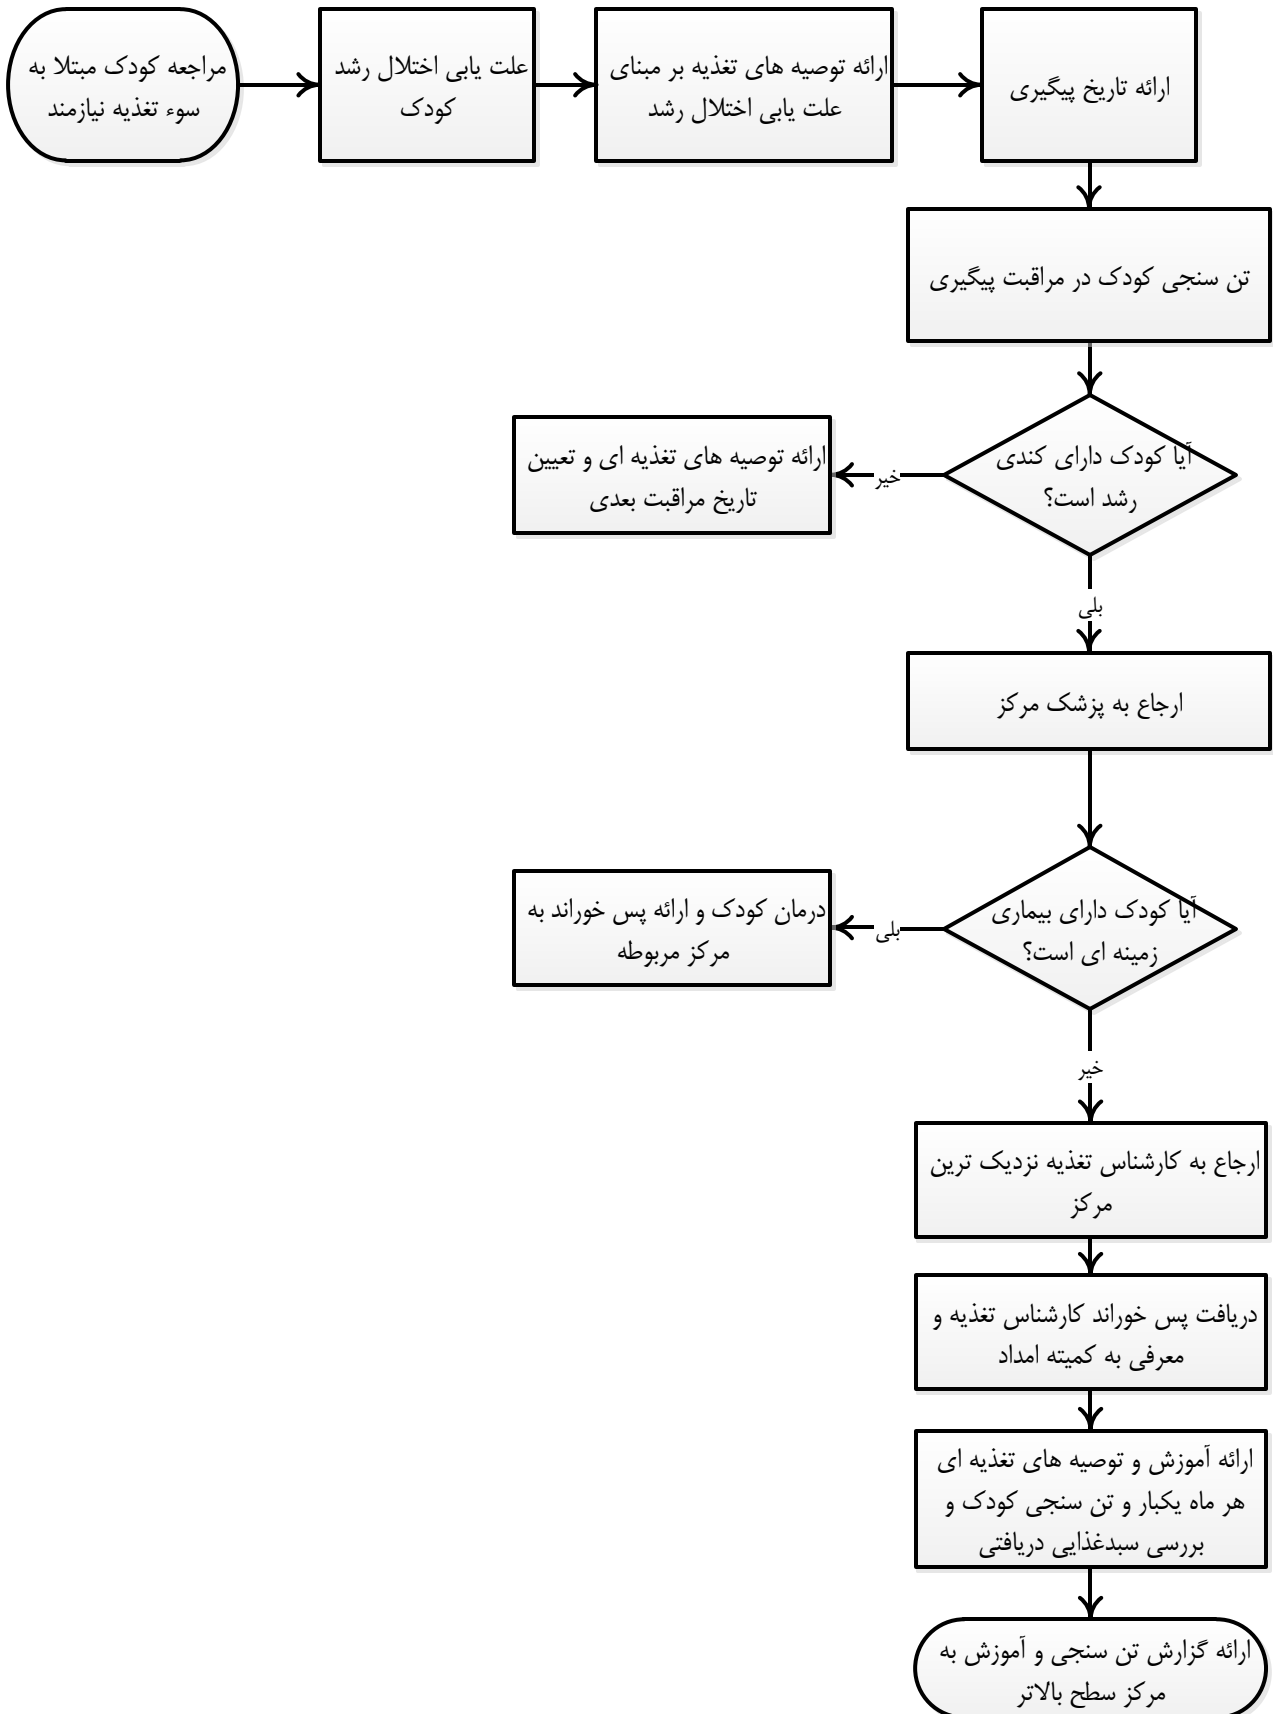 مراجعه کودک مبتلا به
سوء تغذیه نیازمند
علت یابی اختلال رشد
کودک
ارائه توصیه های تغذیه بر مبنای
علت یابی اختلال رشد
ارائه تاریخ پیگیری
تن سنجی کودک در مراقبت پیگیری
آیا کودک دارای کندی
رشد است؟
خیر
ارائه توصیه های تغذیه ای و تعیین
تاریخ مراقبت بعدی
بلی
ارجاع به پزشک مرکز
آیا کودک دارای بیماری
زمینه ای است؟
بلی
درمان کودک و ارائه پس خوراند به
مرکز مربوطه
خیر
ارجاع به کارشناس تغذیه نزدیک ترین
مرکز
دریافت پس خوراند کارشناس تغذیه و
معرفی به کمیته امداد
ارائه آموزش و توصیه های تغذیه ای
هر ماه یکبار و تن سنجی کودک و
بررسی سبدغذایی دریافتی
ارائه گزارش تن سنجی و آموزش به
مرکز سطح بالاتر